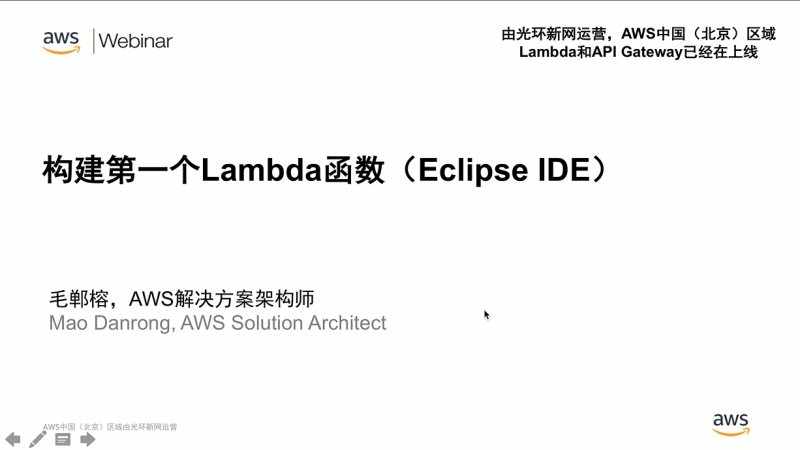 aws Webinar
由光环新网运营，AWS中国（北京）区域
Lambda和API Gateway已经在上线
构建第一个Lambda函数（Eclipse IDE）
毛郸榕，AWS解决方案架构师
Mao Danrong, AWS Solution Architect
AWS中国（北京）区域由光环新网运营
aws